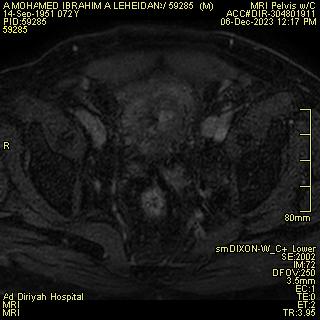 A MOHAMED IBRAHIM A LEHEIDAN:/ 59285 (M)
14-Sep-1951 072Y
PID:59285
59285
MRI Pelvis w/C
ACC#DIR-304801911
06-Dec-2023 12:17 PM
R
80mm
smDIXON-W_C+ Lower
SE:2002
IM:72
DFOV:250
3.5mm
EC:1
TE:0
ET:2
TR:3.95
Ad Diriyah Hospital
MRI
MRI